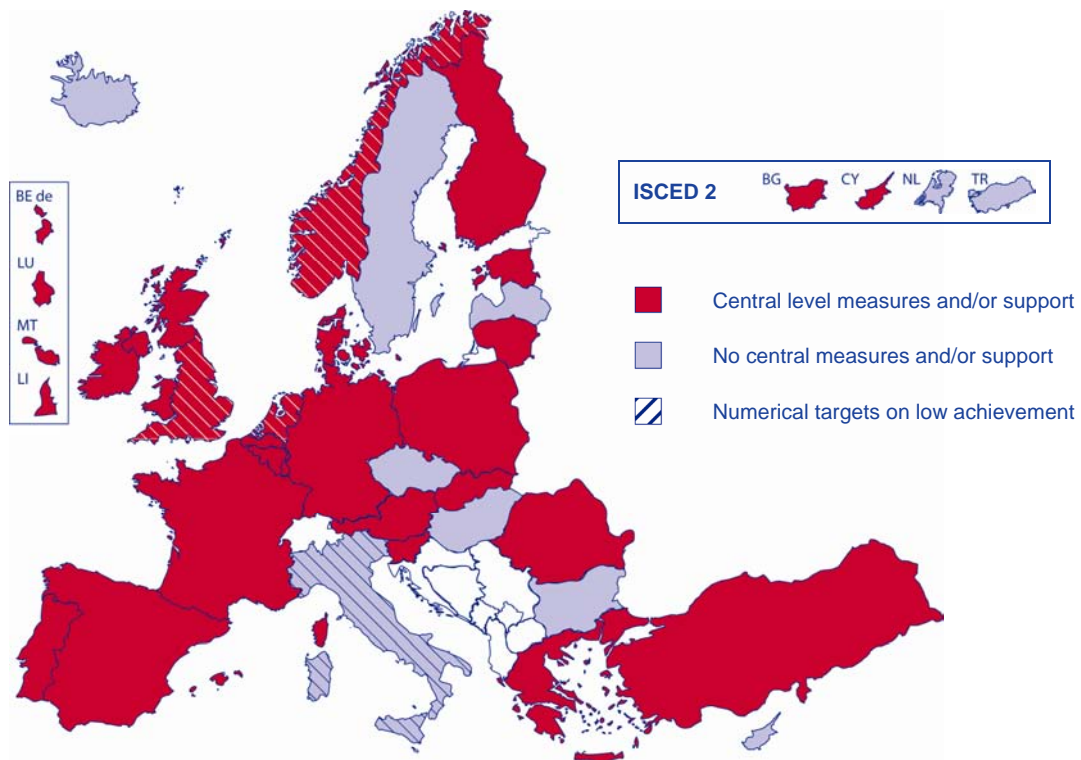 ISCED 2
BG
CY
NL
TR
BE de
LU
MT
LI
Central level measures and/or support
No central measures and/or support
Numerical targets on low achievement